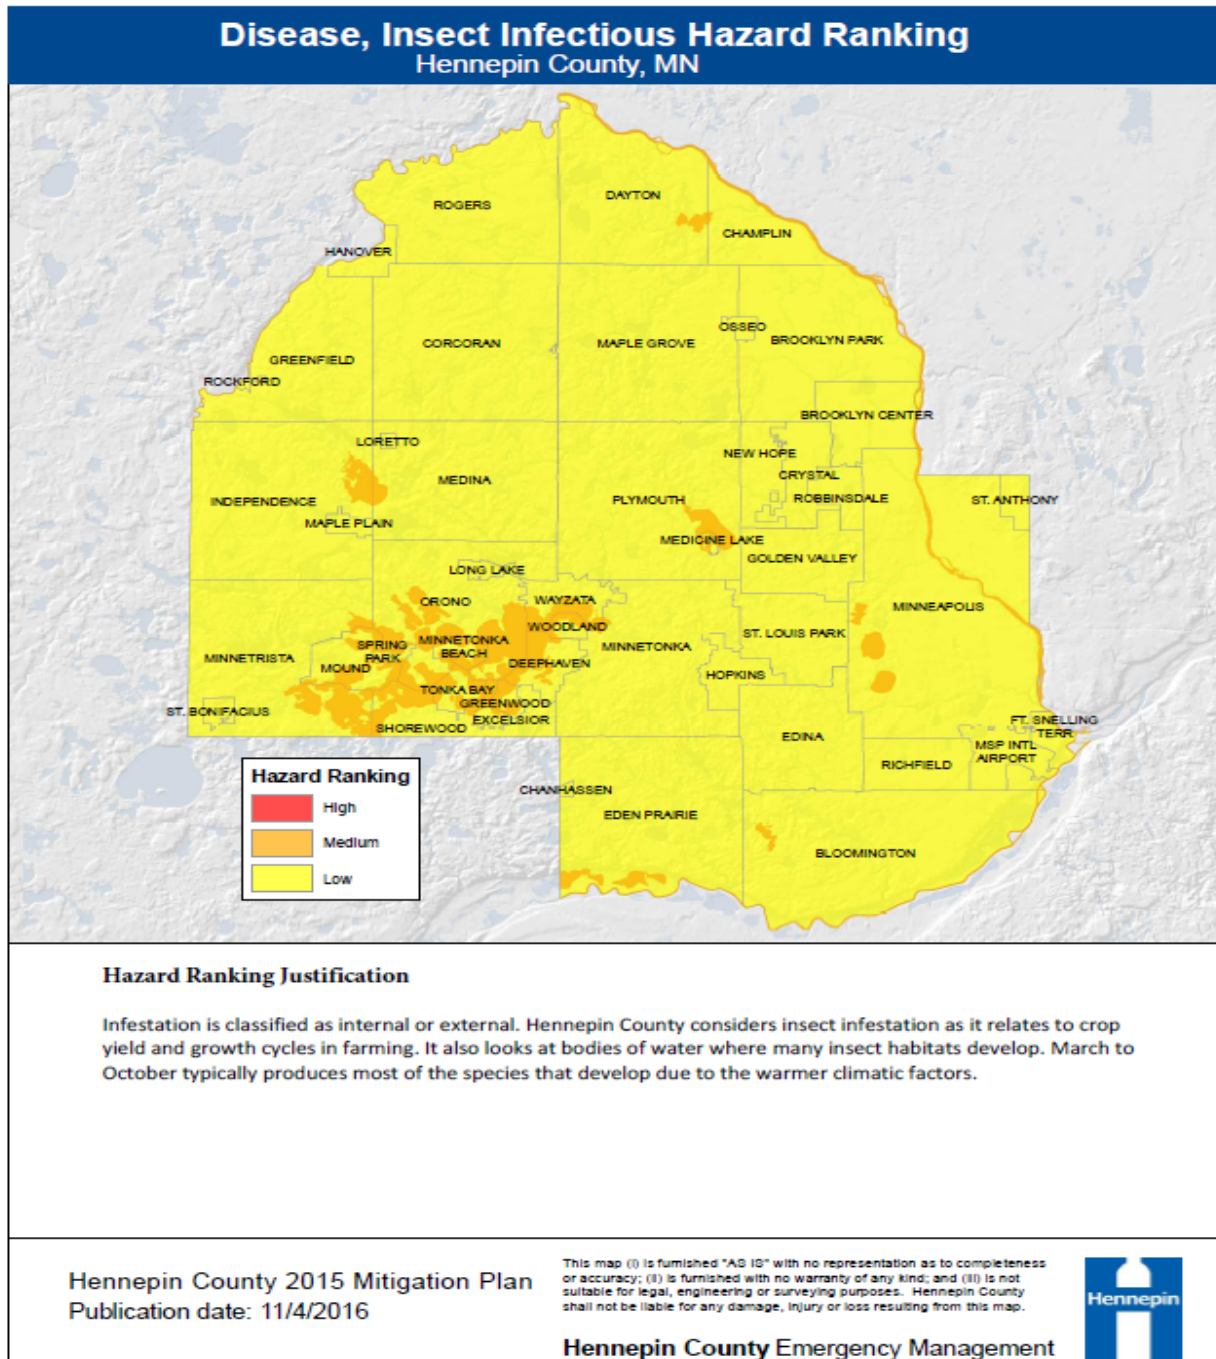 Disease, Insect Infectious Hazard Ranking
Hennepin County, MN
ROGERS
DAYTON
CHAMPLIN
HANOVER
OSSEO
CORCORAN
MAPLE GROVE
BROOKLYN PARK
GREENFIELD
ROCKFORD
BROOKLYN CENTER
LORETTO
NEW HOPE
MEDINA
CRYSTAL
INDEPENDENCE
PLYMOUTH
ROBBINSDALE
ST. ANTHONY
MAPLE PLAIN
MEDICINE LAKE
GOLDEN VALLEY
LONG LAKE
ORONO
WAYZATA
MINNEAPOLIS
WOODLAND
ST. LOUIS PARK
SPRING
PARK
MINNETONKA
BEACH
MINNETONKA
MINNETRISTA
MOUND
DEEPHAVEN
HOPKINS
TONKA BAY
GREENWOOD
ST. BONIFACIUS
EXCELSIOR
SHOREWOOD
FT. SNELLING
TERR.
EDINA
MSP INTL
AIRPORT
RICHFIELD
CHANHASSEN
EDEN PRAIRIE
BLOOMINGTON
Hazard Ranking
High
Medium
Low
Hazard Ranking Justification
Infestation is classified as internal or external. Hennepin County considers insect infestation as it relates to crop
yield and growth cycles in farming. It also looks at bodies of water where many insect habitats develop. March to
October typically produces most of the species that develop due to the warmer climatic factors.
Hennepin County 2015 Mitigation Plan
Publication date: 11/4/2016
This map (i) is furnished "AS IS" with no representation as to completeness
or accuracy; (ii) is furnished with no warranty of any kind; and (iii) is not
suitable for legal, engineering or surveying purposes. Hennepin County
shall not be liable for any damage, injury or loss resulting from this map.
Hennepin County Emergency Management
Hennepin